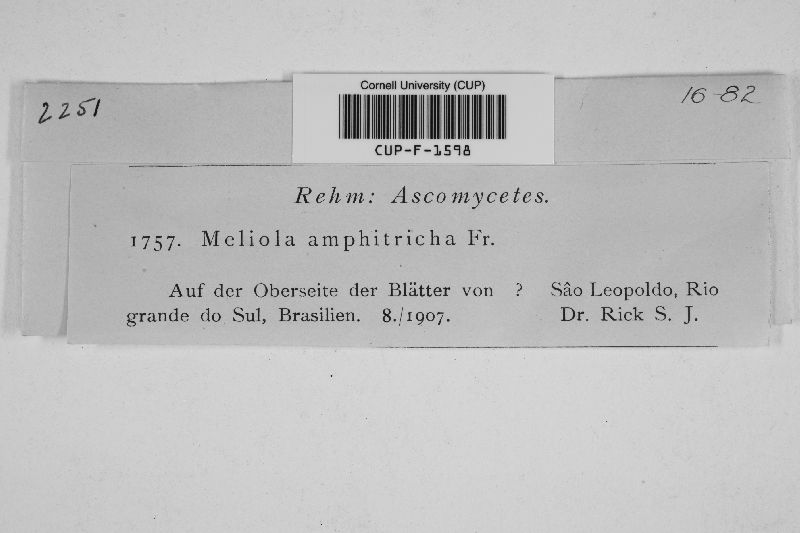 2251
Cornell University (CUP)
16-82
CUP-F-1598
Rehm: Ascomycetes.
1757. Meliola amphitricha Fr.
Auf der Oberseite der Blätter von ? Sâo Leopoldo, Rio
grande do Sul, Brasilien. 8./1907. Dr. Rick S. J.